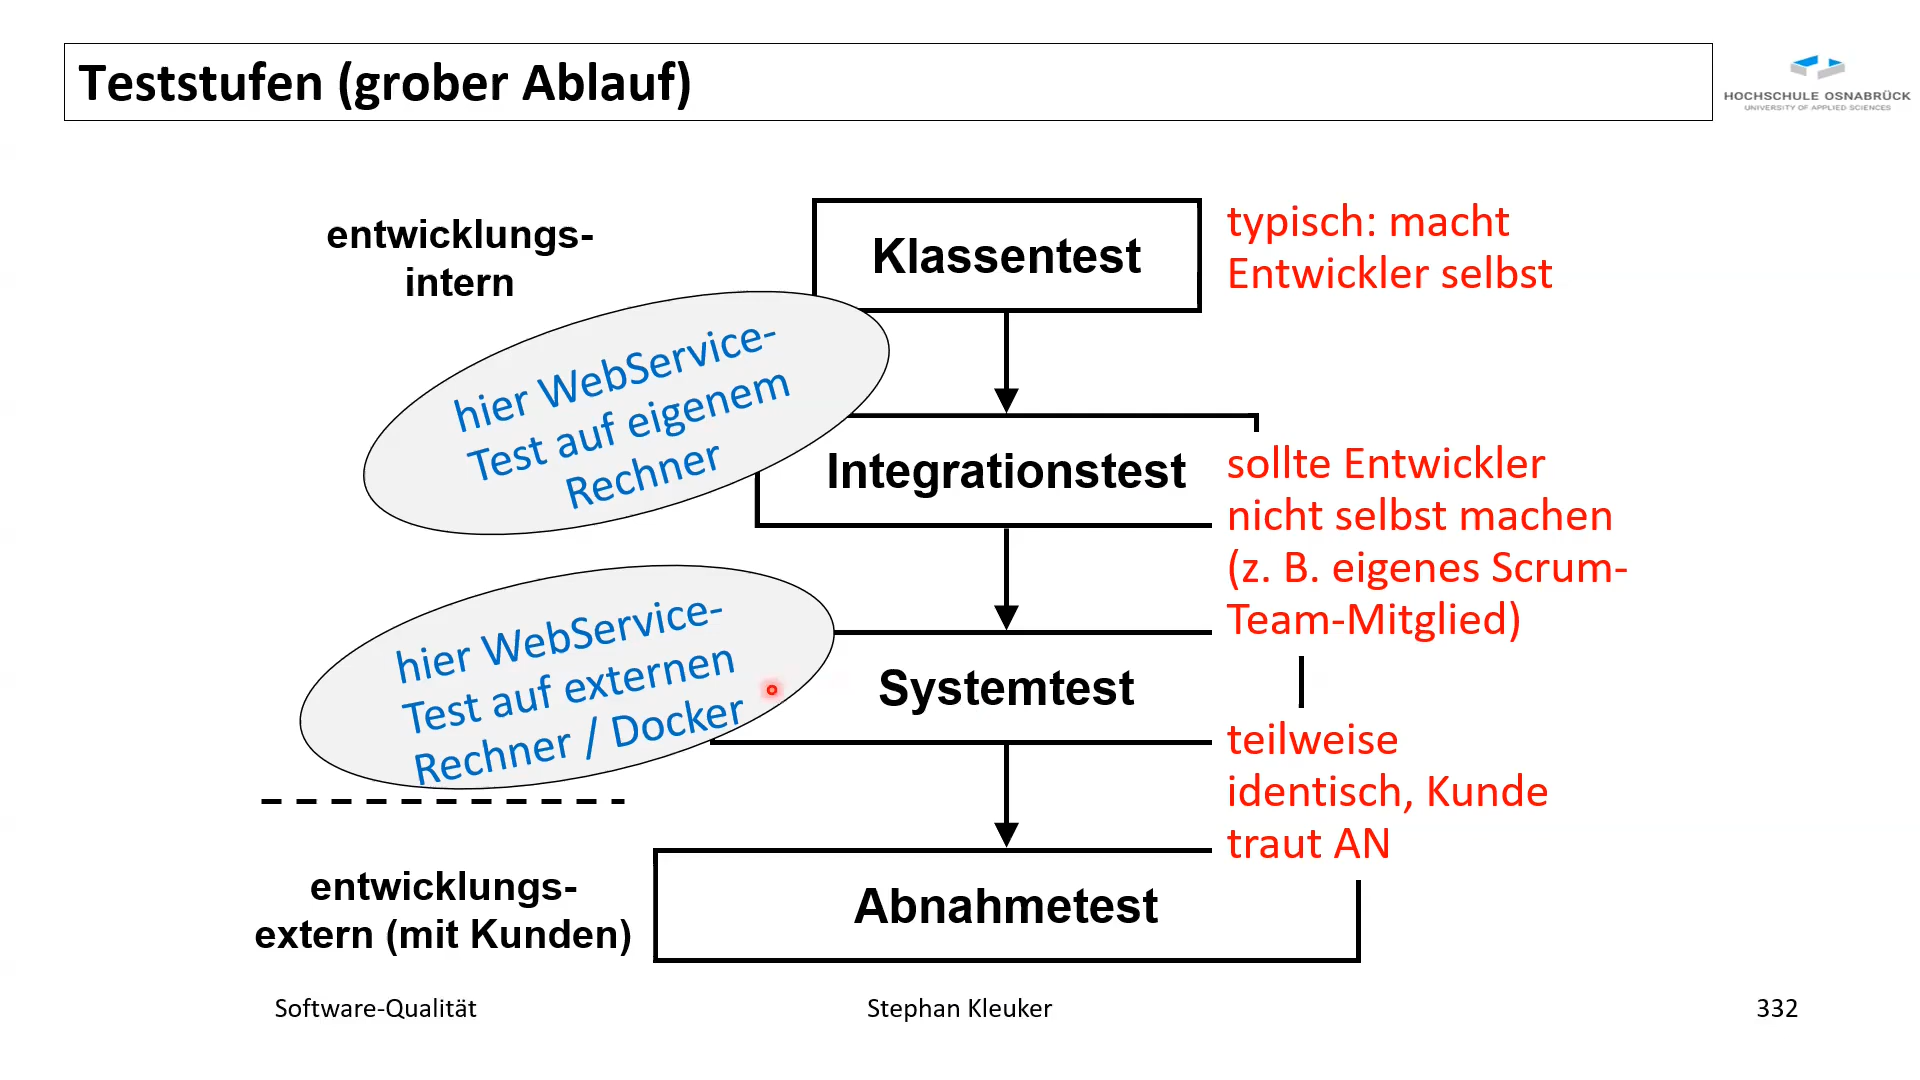 Teststufen (grober Ablauf)
HOCHSCHULE OSNABRÜCK
UNIVERSITY OF APPLIED SCIENCES
entwicklungs-
intern
Klassentest
typisch: macht
Entwickler selbst
hier WebService-
Test auf eigenem
Rechner
Integrationstest
sollte Entwickler
nicht selbst machen
(z. B. eigenes Scrum-
Team-Mitglied)
hier WebService-
Test auf externen
Rechner / Docker
Systemtest
teilweise
identisch, Kunde
traut AN
entwicklungs-
extern (mit Kunden)
Abnahmetest
Software-Qualität
Stephan Kleuker
332